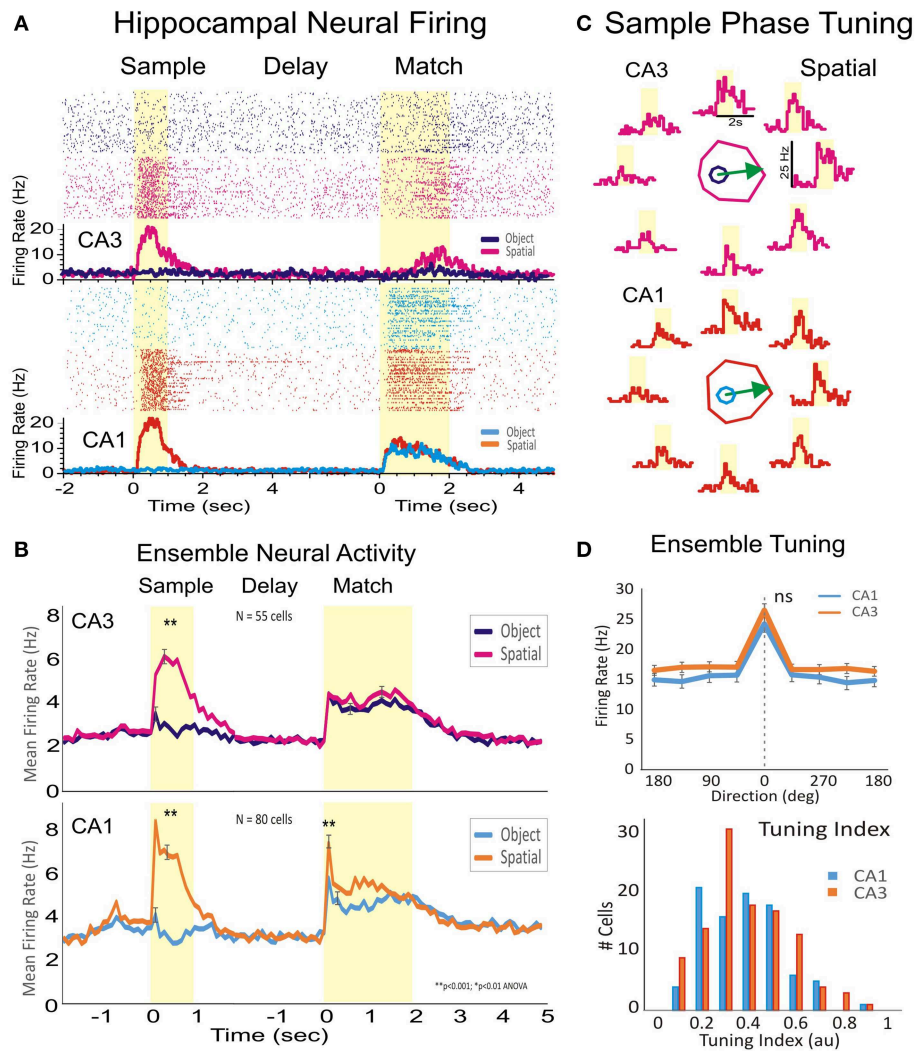 A
Hippocampal Neural Firing
Sample Delay Match
Firing Rate (Hz)
20
10
0
CA3
Object
Spatial
Firing Rate (Hz)
20
10
0
CA1
Object
Spatial
-2 0 2 0 2 4
Time (sec) Time (sec)
B
Ensemble Neural Activity
Sample Delay Match
Mean Firing Rate (Hz)
8
6
4
2
0
CA3
**
N = 55 cells
Object
Spatial
Mean Firing Rate (Hz)
8
6
4
2
0
CA1
**
N = 80 cells
**
Object
Spatial
**p<0.001; *p<0.01 ANOVA
-1 0 1 -1 0 1 2 3 4 5
Time (sec)
C
Sample Phase Tuning
CA3 Spatial
2s
25 Hz
CA1
D
Ensemble Tuning
Firing Rate (Hz)
30
25
20
15
10
5
0
ns
CA1
CA3
180 90 0 270 180
Direction (deg)
# Cells
30
20
10
0
Tuning Index
CA1
CA3
0 0.2 0.4 0.6 0.8 1
Tuning Index (au)